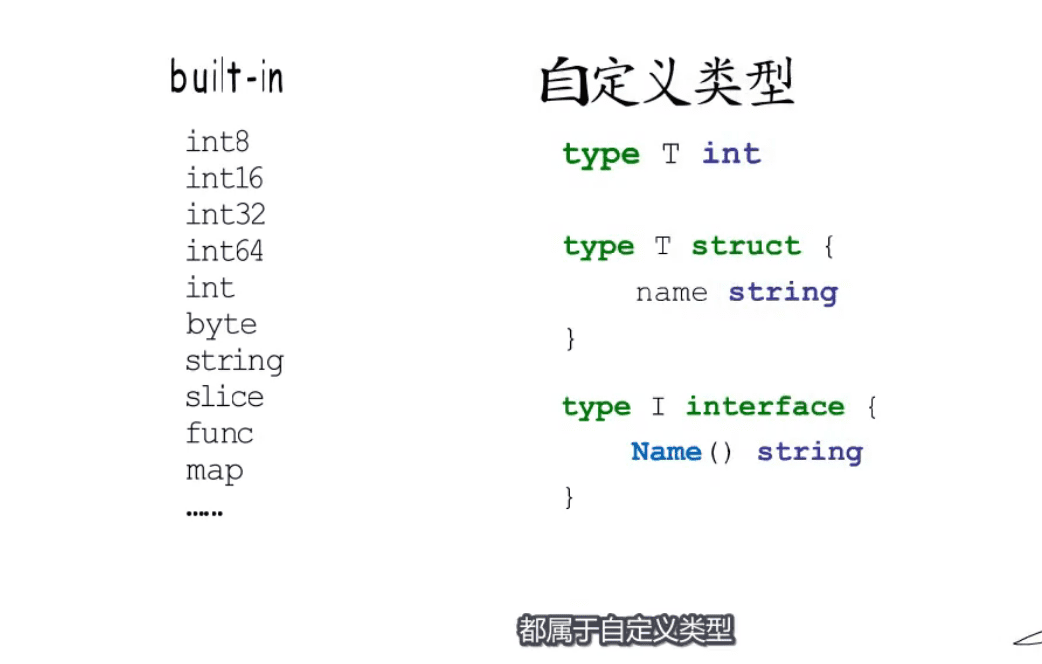 built-in
int8
int16
int32
int64
int
byte
string
slice
func
map
……
自定义类型
type T int
type T struct {
name string
}
type I interface {
Name() string
}
都属于自定义类型